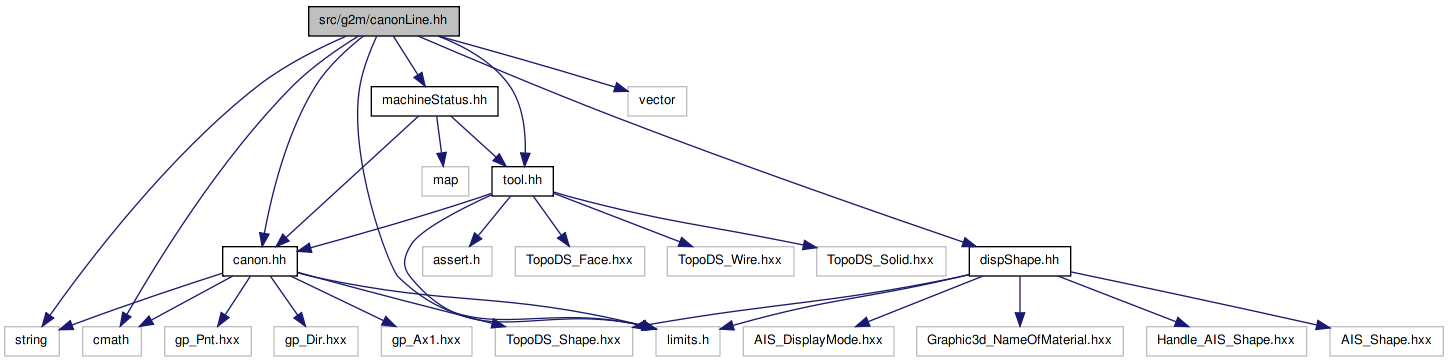 src/g2m/canonLine.hh
machineStatus.hh
vector
map
tool.hh
canon.hh
assert.h
TopoDS_Face.hxx
TopoDS_Wire.hxx
TopoDS_Solid.hxx
dispShape.hh
string
cmath
gp_Pnt.hxx
gp_Dir.hxx
gp_Ax1.hxx
TopoDS_Shape.hxx
limits.h
AIS_DisplayMode.hxx
Graphic3d_NameOfMaterial.hxx
Handle_AIS_Shape.hxx
AIS_Shape.hxx